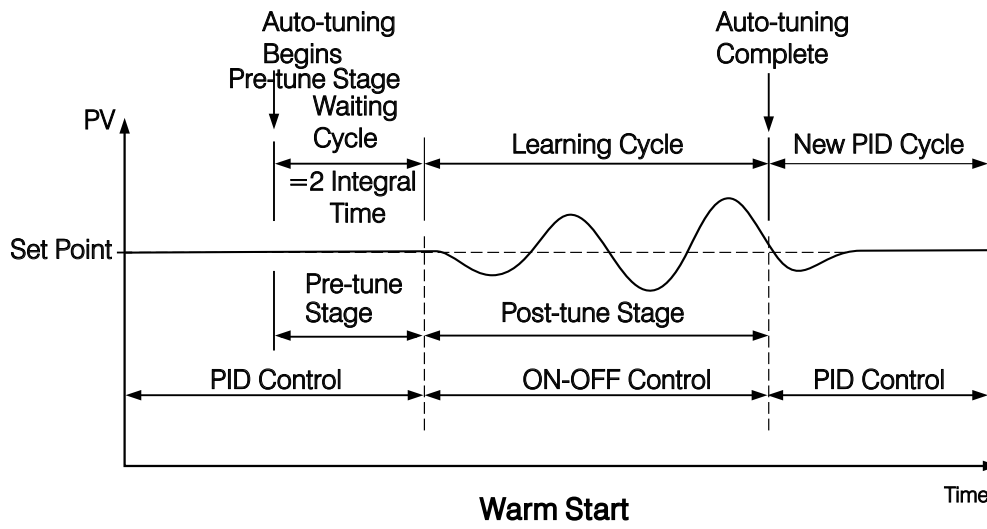 Auto-tuning
Begins
Pre-tune Stage
Waiting
Cycle
Auto-tuning
Complete
PV
Learning Cycle
New PID Cycle
=2 Integral
Time
Set Point
Pre-tune
Stage
Post-tune Stage
PID Control
ON-OFF Control
PID Control
Time
Warm Start